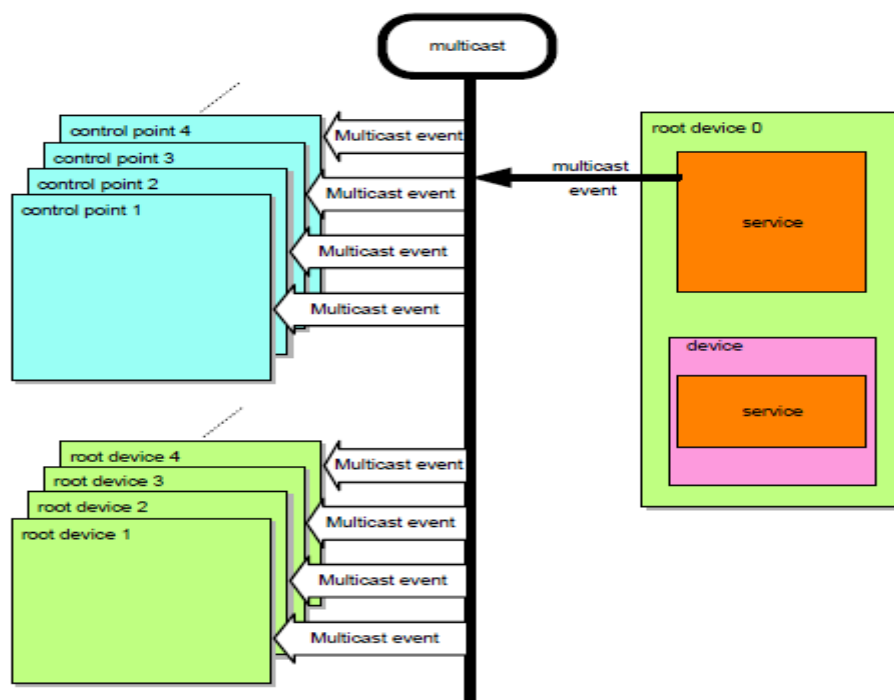 multicast
control point 4
control point 3
control point 2
control point 1
Multicast event
Multicast event
Multicast event
Multicast event
root device 0
multicast
event
service
device
service
root device 4
root device 3
root device 2
root device 1
Multicast event
Multicast event
Multicast event
Multicast event